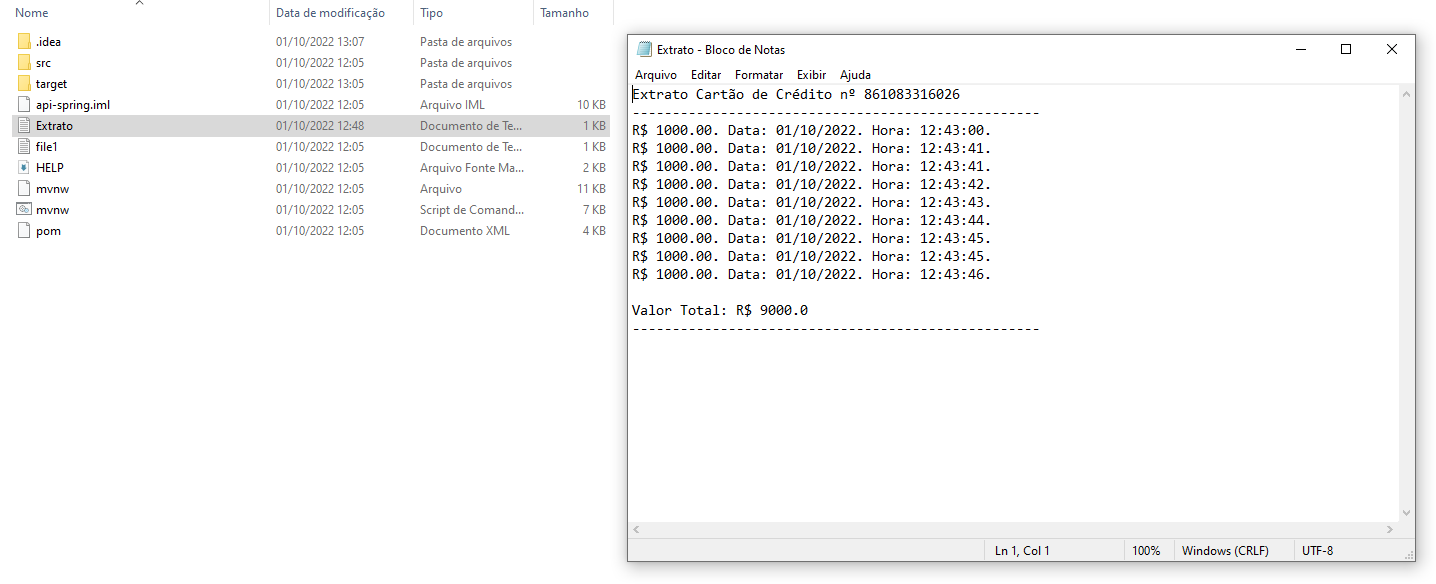 Nome Data de modificação Tipo Tamanho
.idea 01/10/2022 13:07 Pasta de arquivos
src 01/10/2022 12:05 Pasta de arquivos
target 01/10/2022 13:05 Pasta de arquivos
api-spring.iml 01/10/2022 12:05 Arquivo IML 10 KB
Extrato 01/10/2022 12:48 Documento de Te... 1 KB
file1 01/10/2022 12:05 Documento de Te... 1 KB
HELP 01/10/2022 12:05 Arquivo Fonte Ma... 2 KB
mvnw 01/10/2022 12:05 Arquivo 11 KB
mvnw 01/10/2022 12:05 Script de Comand... 7 KB
pom 01/10/2022 12:05 Documento XML 4 KB
Extrato - Bloco de Notas
Arquivo Editar Formatar Exibir Ajuda
Extrato Cartão de Crédito nº 861083316026
---------------------------------------------------
R$ 1000.00. Data: 01/10/2022. Hora: 12:43:00.
R$ 1000.00. Data: 01/10/2022. Hora: 12:43:41.
R$ 1000.00. Data: 01/10/2022. Hora: 12:43:41.
R$ 1000.00. Data: 01/10/2022. Hora: 12:43:42.
R$ 1000.00. Data: 01/10/2022. Hora: 12:43:43.
R$ 1000.00. Data: 01/10/2022. Hora: 12:43:44.
R$ 1000.00. Data: 01/10/2022. Hora: 12:43:45.
R$ 1000.00. Data: 01/10/2022. Hora: 12:43:45.
R$ 1000.00. Data: 01/10/2022. Hora: 12:43:46.
Valor Total: R$ 9000.0
---------------------------------------------------
Ln 1, Col 1 100% Windows (CRLF) UTF-8